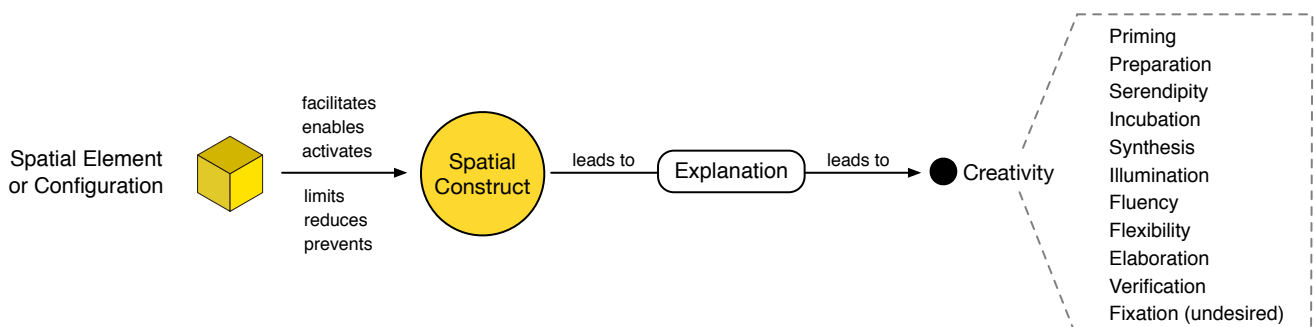 Spatial Element
or Configuration
facilitates
enables
activates
limits
reduces
prevents
Spatial
Construct
leads to
Explanation
leads to
Creativity
Priming
Preparation
Serendipity
Incubation
Synthesis
Illumination
Fluency
Flexibility
Elaboration
Verification
Fixation (undesired)